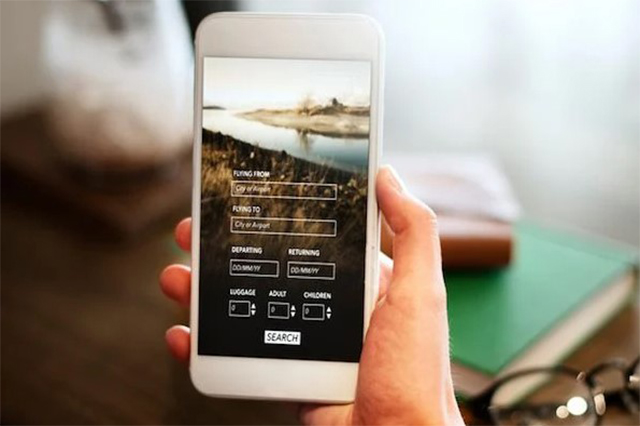 FLYING FROM
City or Airport
FLYING TO
City or Airport
DEPARTING RETURNING
DD/MM/YY DD/MM/YY
LUGGAGE ADULT CHILDREN
0 0 0
SEARCH